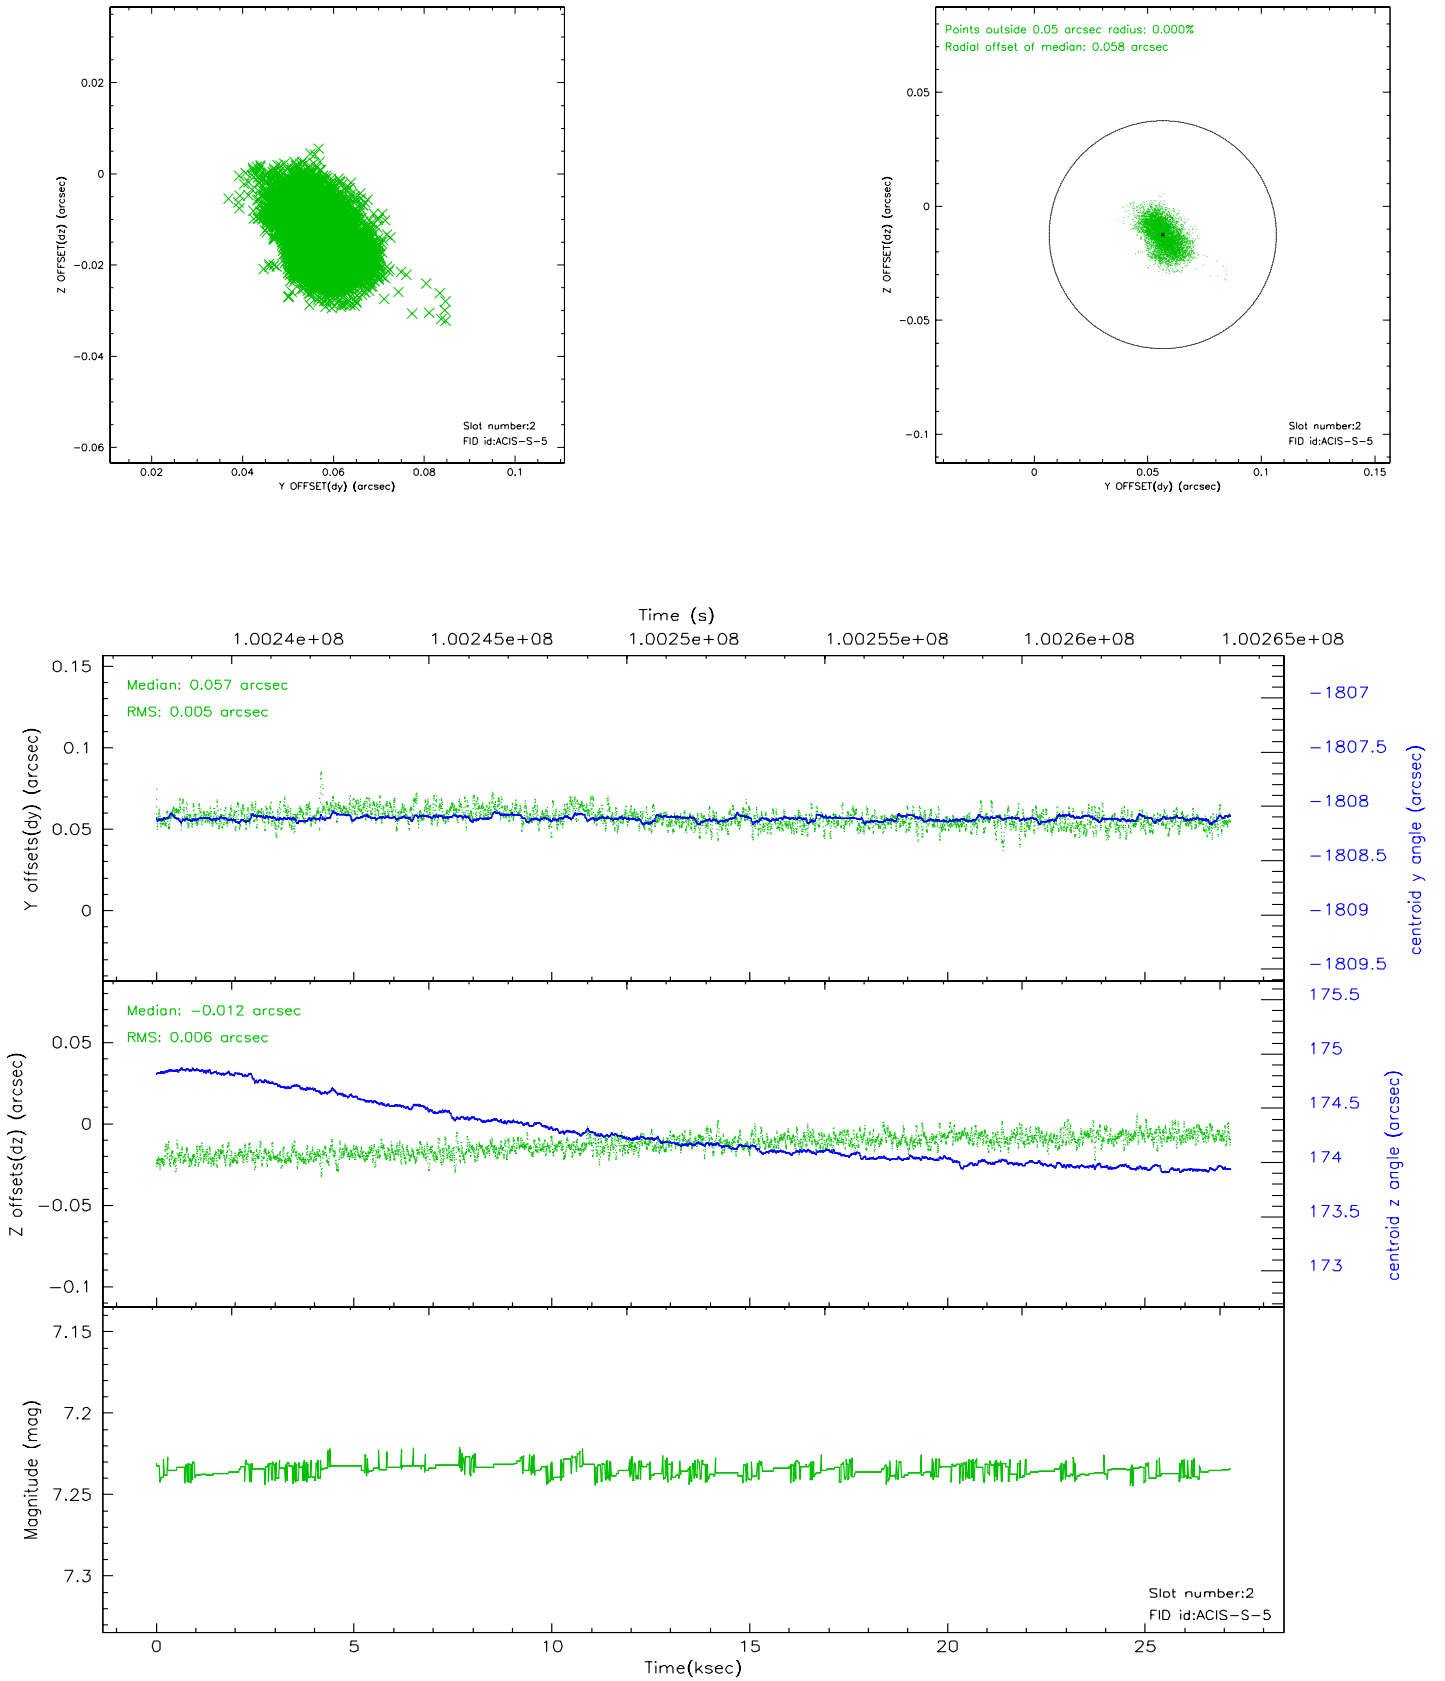 0.02
0
−0.02
−0.04
−0.06
Z OFFSET(dz) (arcsec)
Slot number:2
FID id:ACIS−S−5
0.02 0.04 0.06 0.08 0.1
Y OFFSET(dy) (arcsec)
Points outside 0.05 arcsec radius: 0.000%
Radial offset of median: 0.058 arcsec
0.05
0
−0.05
−0.1
Z OFFSET(dz) (arcsec)
Slot number:2
FID id:ACIS−S−5
0 0.05 0.1 0.15
Y OFFSET(dy) (arcsec)
Time (s)
1.0024e+08 1.00245e+08 1.0025e+08 1.00255e+08 1.0026e+08 1.00265e+08
Median: 0.057 arcsec
RMS: 0.005 arcsec
0.15
0.1
0.05
0
Y offsets(dy) (arcsec)
−1807
−1807.5
−1808
−1808.5
−1809
−1809.5
centroid y angle (arcsec)
Median: −0.012 arcsec
RMS: 0.006 arcsec
0.05
0
−0.05
−0.1
Z offsets(dz) (arcsec)
175.5
175
174.5
174
173.5
173
centroid z angle (arcsec)
7.15
7.2
7.25
7.3
Magnitude (mag)
Slot number:2
FID id:ACIS−S−5
0 5 10 15 20 25
Time(ksec)